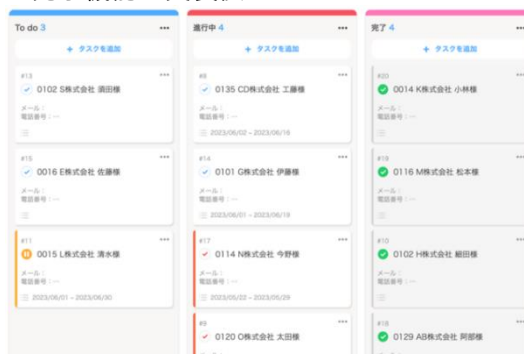 To do 3
+ タスクを追加
#13
0102 S株式会社 須田様
メール：
電話番号：--
#15
0016 E株式会社 佐藤様
メール：
電話番号：--
#11
0015 L株式会社 清水様
メール：
電話番号：--
2023/06/01 - 2023/06/30
進行中 4
+ タスクを追加
#8
0135 CD株式会社 工藤様
メール：
電話番号：--
2023/06/02 - 2023/06/16
#14
0101 G株式会社 伊藤様
メール：
電話番号：--
2023/06/01 - 2023/06/19
#17
0114 N株式会社 今野様
メール：
電話番号：--
2023/05/22 - 2023/05/29
#9
0120 O株式会社 太田様
完了 4
+ タスクを追加
#20
0014 K株式会社 小林様
メール：
電話番号：--
#19
0116 M株式会社 松本様
メール：
電話番号：--
#10
0102 H株式会社 細田様
メール：
電話番号：--
#18
0129 AB株式会社 阿部様